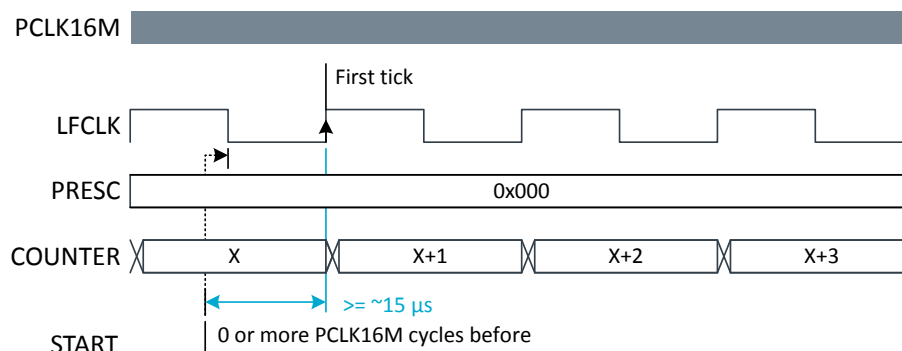 PCLK16M
First tick
LFCLK
PRESC 0x000
COUNTER X X+1 X+2 X+3
>= ~15 μs
0 or more PCLK16M cycles before
START